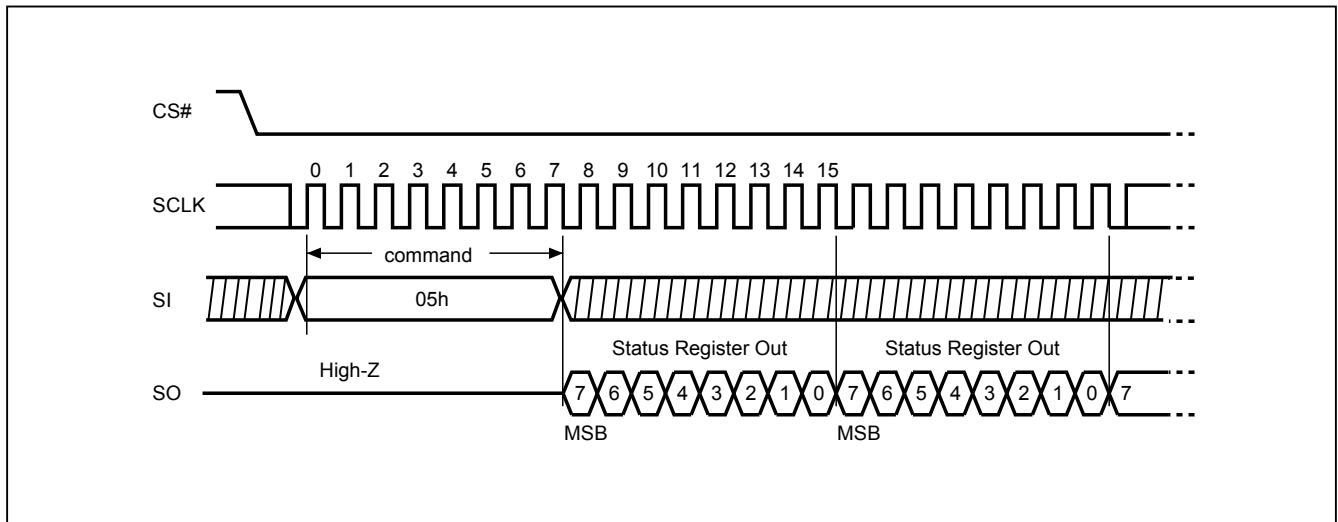 CS#
0 1 2 3 4 5 6 7 8 9 10 11 12 13 14 15
SCLK
command
SI
05h
Status Register Out Status Register Out
High-Z
SO
7 6 5 4 3 2 1 0 7 6 5 4 3 2 1 0 7
MSB MSB